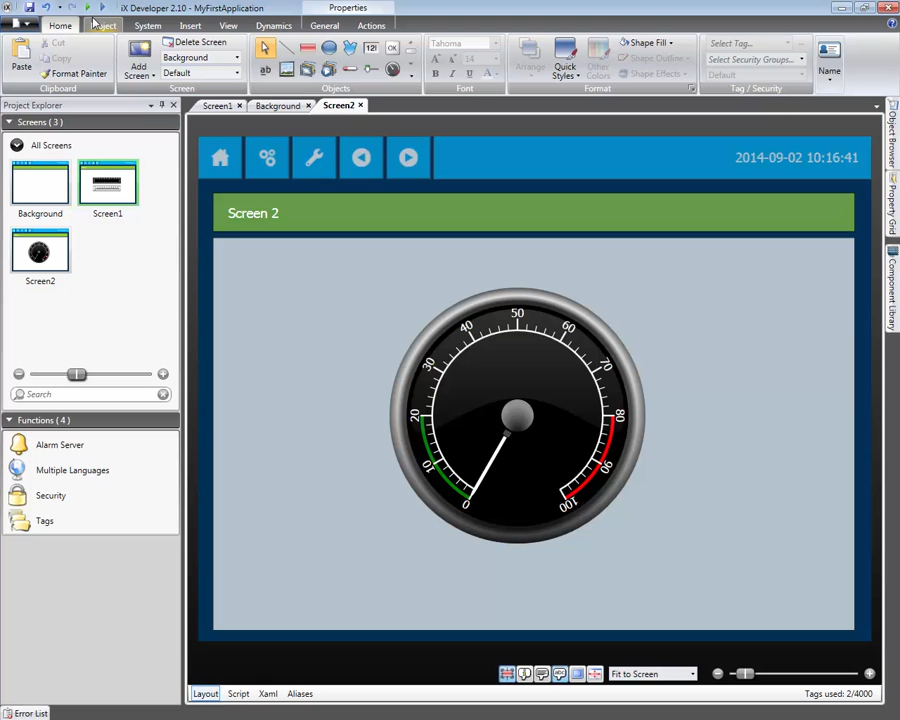 iX Developer 2.10 - MyFirstApplication
Properties
Home
Project
System
Insert
View
Dynamics
General
Actions
Paste
Cut
Copy
Format Painter
Clipboard
Add
Screen
Delete Screen
Background
Default
Screen
ab
123
OK
Objects
Tahoma
14
A
A
B
I
U
A
Font
Arrange
Quick
Styles
Other
Colors
Shape Fill
Shape Outline
Shape Effects
Format
Select Tag...
Select Security Groups...
Default
Tag / Security
Name
Project Explorer
Screens ( 3 )
All Screens
Background
Screen1
Screen2
Search
Functions ( 4 )
Alarm Server
Multiple Languages
Security
Tags
Screen1
Background
Screen2
2014-09-02 10:16:41
Screen 2
0
10
20
30
40
50
60
70
80
90
100
Object Browser
Property Grid
Component Library
abc
Fit to Screen
Layout
Script
Xaml
Aliases
Tags used: 2/4000
Error List